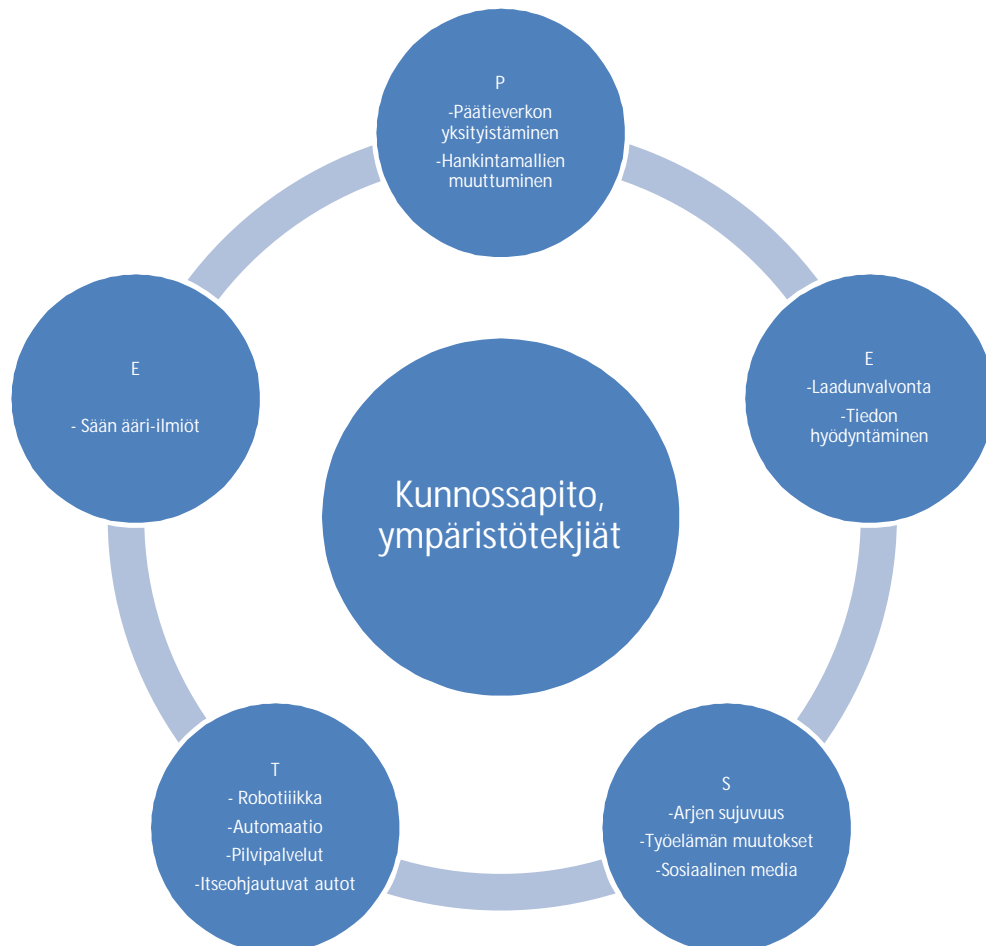 P
-Päätieverkon
yksityistäminen
-Hankintamallien
muuttuminen
E
-Laadunvalvonta
-Tiedon
hyödyntäminen
S
-Arjen sujuvuus
-Työelämän muutokset
-Sosiaalinen media
T
- Robotiiikka
-Automaatio
-Pilvipalvelut
-Itseohjautuvat autot
E
- Sään ääri-ilmiöt
Kunnossapito,
ympäristötekjiät